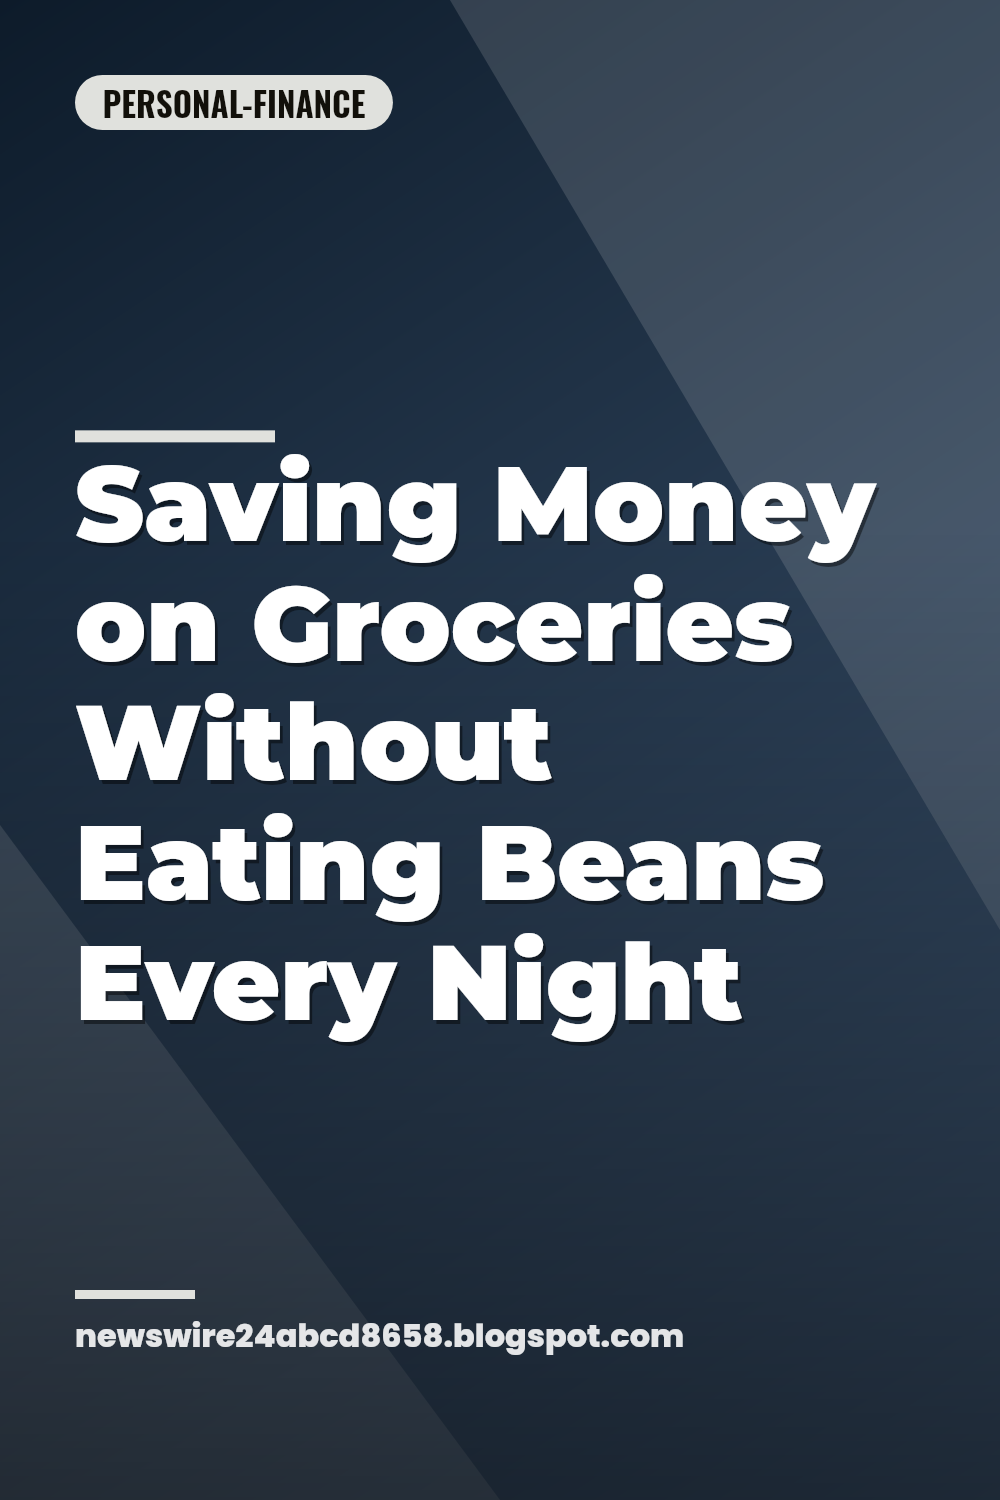 PERSONAL-FINANCE
Saving Money
on Groceries
Without
Eating Beans
Every Night
newswire24abcd8658.blogspot.com